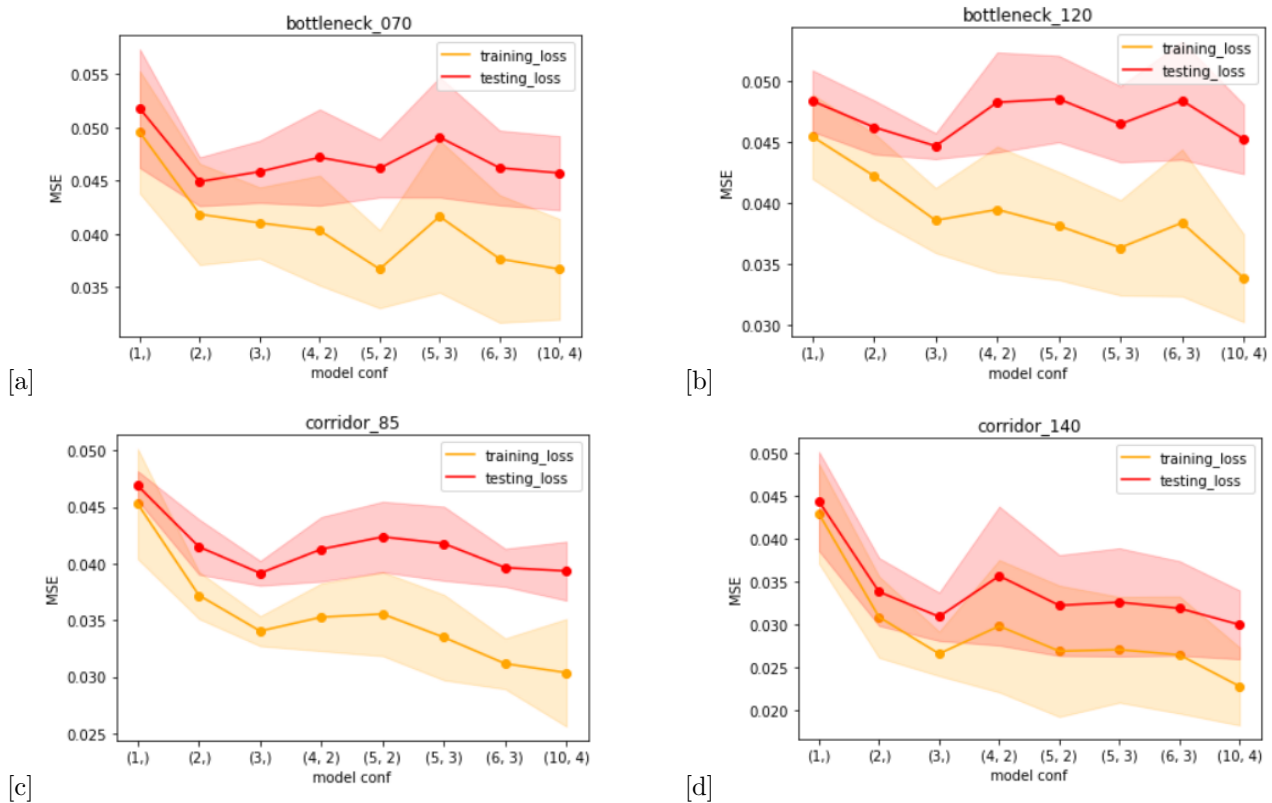 bottleneck_070
training_loss
testing_loss
0.055
0.050
0.045
0.040
0.035
MSE
(1,) (2,) (3,) (4, 2) (5, 2) (5, 3) (6, 3) (10, 4)
model conf
[a]
bottleneck_120
training_loss
testing_loss
0.050
0.045
0.040
0.035
0.030
MSE
(1,) (2,) (3,) (4, 2) (5, 2) (5, 3) (6, 3) (10, 4)
model conf
[b]
corridor_85
training_loss
testing_loss
0.050
0.045
0.040
0.035
0.030
0.025
MSE
(1,) (2,) (3,) (4, 2) (5, 2) (5, 3) (6, 3) (10, 4)
model conf
[c]
corridor_140
training_loss
testing_loss
0.050
0.045
0.040
0.035
0.030
0.025
0.020
MSE
(1,) (2,) (3,) (4, 2) (5, 2) (5, 3) (6, 3) (10, 4)
model conf
[d]